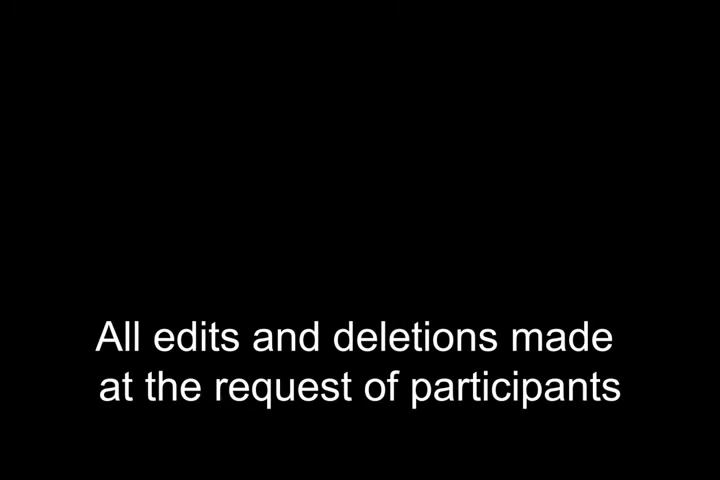 All edits and deletions made
at the request of participants